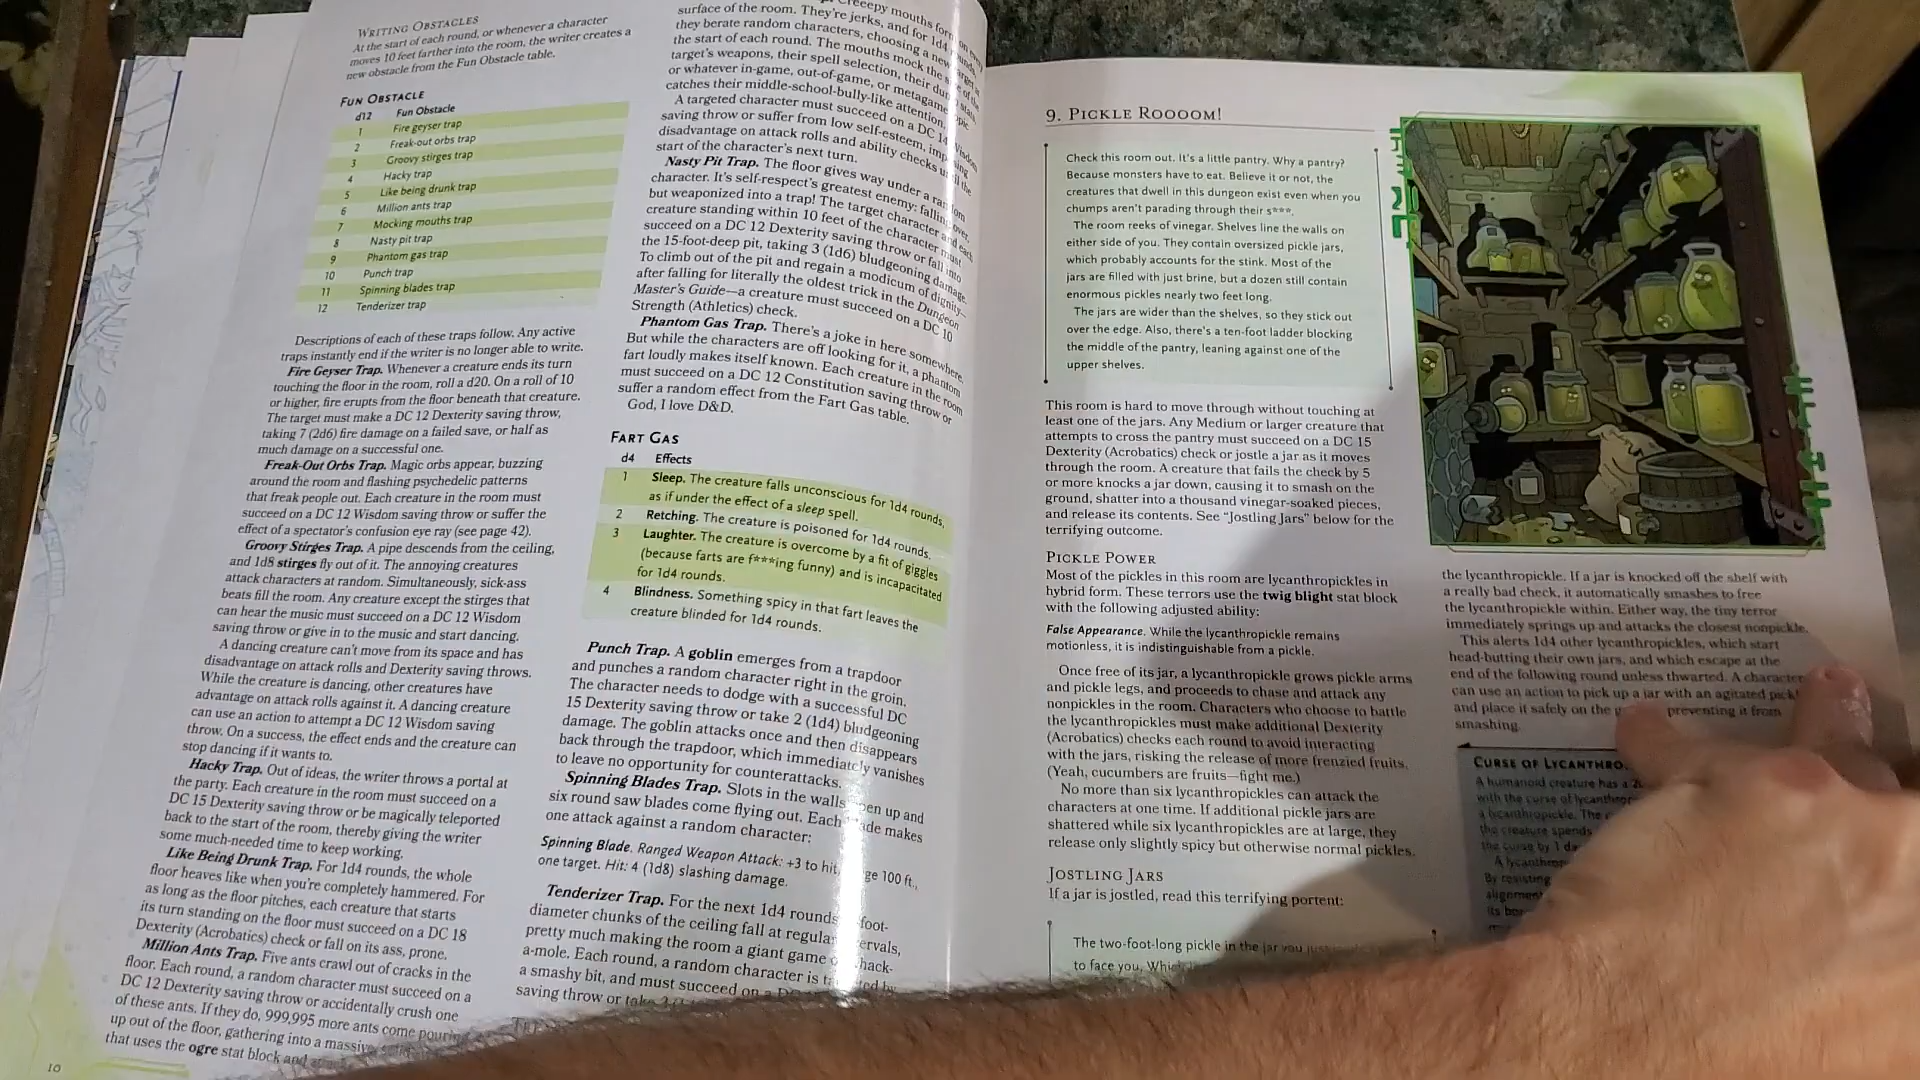 WRITING OBSTACLES
At the start of each round, or whenever a character
moves 10 feet farther into the room, the writer creates a
new obstacle from the Fun Obstacle table.
FUN OBSTACLE
d12 Fun Obstacle
1 Fire geyser trap
2 Freak-out orbs trap
3 Groovy stirges trap
4 Hacky trap
5 Like being drunk trap
6 Million ants trap
7 Mocking mouths trap
8 Nasty pit trap
9 Phantom gas trap
10 Punch trap
11 Spinning blades trap
12 Tenderizer trap
Descriptions of each of these traps follow. Any active
traps instantly end if the writer is no longer able to write.
Fire Geyser Trap. Whenever a creature ends its turn
touching the floor in the room, roll a d20. On a roll of 10
or higher, fire erupts from the floor beneath that creature.
The target must make a DC 12 Dexterity saving throw,
taking 7 (2d6) fire damage on a failed save, or half as
much damage on a successful one.
Freak-Out Orbs Trap. Magic orbs appear, buzzing
around the room and flashing psychedelic patterns
that freak people out. Each creature in the room must
succeed on a DC 12 Wisdom saving throw or suffer the
effect of a spectator's confusion eye ray (see page 42).
Groovy Stirges Trap. A pipe descends from the ceiling,
and 1d8 stirges fly out of it. The annoying creatures
attack characters at random. Simultaneously, sick-ass
beats fill the room. Any creature except the stirges that
can hear the music must succeed on a DC 12 Wisdom
saving throw or give in to the music and start dancing.
A dancing creature can't move from its space and has
disadvantage on attack rolls and Dexterity saving throws.
While the creature is dancing, other creatures have
advantage on attack rolls against it. A dancing creature
can use an action to attempt a DC 12 Wisdom saving
throw. On a success, the effect ends and the creature can
stop dancing if it wants to.
Hacky Trap. Out of ideas, the writer throws a portal at
the party. Each creature in the room must succeed on a
DC 15 Dexterity saving throw or be magically teleported
back to the start of the room, thereby giving the writer
some much-needed time to keep working.
Like Being Drunk Trap. For 1d4 rounds, the whole
floor heaves like when you're completely hammered. For
as long as the floor pitches, each creature that starts
its turn standing on the floor must succeed on a DC 18
Dexterity (Acrobatics) check or fall on its ass, prone.
Million Ants Trap. Five ants crawl out of cracks in the
floor. Each round, a random character must succeed on a
DC 12 Dexterity saving throw or accidentally crush one
of these ants. If they do, 999,995 more ants come pouring
up out of the floor, gathering into a massive
that uses the ogre stat block and
10
Creeepy mouths form on
surface of the room. They're jerks, and for 1d4
they berate random characters, choosing a new target at
the start of each round. The mouths mock the
target's weapons, their spell selection, their
or whatever in-game, out-of-game, or metagame topic
catches their middle-school-bully-like attention.
A targeted character must succeed on a DC 14 Wisdom
saving throw or suffer from low self-esteem, imposing
disadvantage on attack rolls and ability checks until the
start of the character's next turn.
Nasty Pit Trap. The floor gives way under a random
character. It's self-respect's greatest enemy: falling over,
but weaponized into a trap! The target character and each
creature standing within 10 feet of the character must
succeed on a DC 12 Dexterity saving throw or fall into
the 15-foot-deep pit, taking 3 (1d6) bludgeoning damage.
To climb out of the pit and regain a modicum of dignity—
after falling for literally the oldest trick in the Dungeon
Master's Guide—a creature must succeed on a DC 10
Strength (Athletics) check.
Phantom Gas Trap. There's a joke in here somewhere.
But while the characters are off looking for it, a phantom
fart loudly makes itself known. Each creature in the room
must succeed on a DC 12 Constitution saving throw or
suffer a random effect from the Fart Gas table.
God, I love D&D.
FART GAS
d4 Effects
1 Sleep. The creature falls unconscious for 1d4 rounds,
as if under the effect of a sleep spell.
2 Retching. The creature is poisoned for 1d4 rounds.
3 Laughter. The creature is overcome by a fit of giggles
(because farts are f***ing funny) and is incapacitated
for 1d4 rounds.
4 Blindness. Something spicy in that fart leaves the
creature blinded for 1d4 rounds.
Punch Trap. A goblin emerges from a trapdoor
and punches a random character right in the groin.
The character needs to dodge with a successful DC
15 Dexterity saving throw or take 2 (1d4) bludgeoning
damage. The goblin attacks once and then disappears
back through the trapdoor, which immediately vanishes
to leave no opportunity for counterattacks.
Spinning Blades Trap. Slots in the walls open up and
six round saw blades come flying out. Each blade makes
one attack against a random character:
Spinning Blade. Ranged Weapon Attack: +3 to hit, range 100 ft.,
one target. Hit: 4 (1d8) slashing damage.
Tenderizer Trap. For the next 1d4 rounds, foot-
diameter chunks of the ceiling fall at regular intervals,
pretty much making the room a giant game of whack-
a-mole. Each round, a random character is targeted by
a smashy bit, and must succeed on a DC
saving throw or take
9. PICKLE ROOOOM!
Check this room out. It's a little pantry. Why a pantry?
Because monsters have to eat. Believe it or not, the
creatures that dwell in this dungeon exist even when you
chumps aren't parading through their s***.
The room reeks of vinegar. Shelves line the walls on
either side of you. They contain oversized pickle jars,
which probably accounts for the stink. Most of the
jars are filled with just brine, but a dozen still contain
enormous pickles nearly two feet long.
The jars are wider than the shelves, so they stick out
over the edge. Also, there's a ten-foot ladder blocking
the middle of the pantry, leaning against one of the
upper shelves.
This room is hard to move through without touching at
least one of the jars. Any Medium or larger creature that
attempts to cross the pantry must succeed on a DC 15
Dexterity (Acrobatics) check or jostle a jar as it moves
through the room. A creature that fails the check by 5
or more knocks a jar down, causing it to smash on the
ground, shatter into a thousand vinegar-soaked pieces,
and release its contents. See "Jostling Jars" below for the
terrifying outcome.
PICKLE POWER
Most of the pickles in this room are lycanthropickles in
hybrid form. These terrors use the twig blight stat block
with the following adjusted ability:
False Appearance. While the lycanthropickle remains
motionless, it is indistinguishable from a pickle.
Once free of its jar, a lycanthropickle grows pickle arms
and pickle legs, and proceeds to chase and attack any
nonpickles in the room. Characters who choose to battle
the lycanthropickles must make additional Dexterity
(Acrobatics) checks each round to avoid interacting
with the jars, risking the release of more frenzied fruits.
(Yeah, cucumbers are fruits—fight me.)
No more than six lycanthropickles can attack the
characters at one time. If additional pickle jars are
shattered while six lycanthropickles are at large, they
release only slightly spicy but otherwise normal pickles.
JOSTLING JARS
If a jar is jostled, read this terrifying portent:
The two-foot-long pickle in the jar you
to face you.
the lycanthropickle. If a jar is knocked off the shelf with
a really bad check, it automatically smashes to free
the lycanthropickle within. Either way, the tiny terror
immediately springs up and attacks the closest nonpickle.
This alerts 1d4 other lycanthropickles, which start
head-butting their own jars, and which escape at the
end of the following round unless thwarted. A character
can use an action to pick up a jar with an agitated
and place it safely on the preventing it from
smashing.
CURSE OF
A humanoid creature has a
with the curse of
a lycanthropickle. The
the creature spends
the curse by 1
A
By resisting
alignment
its